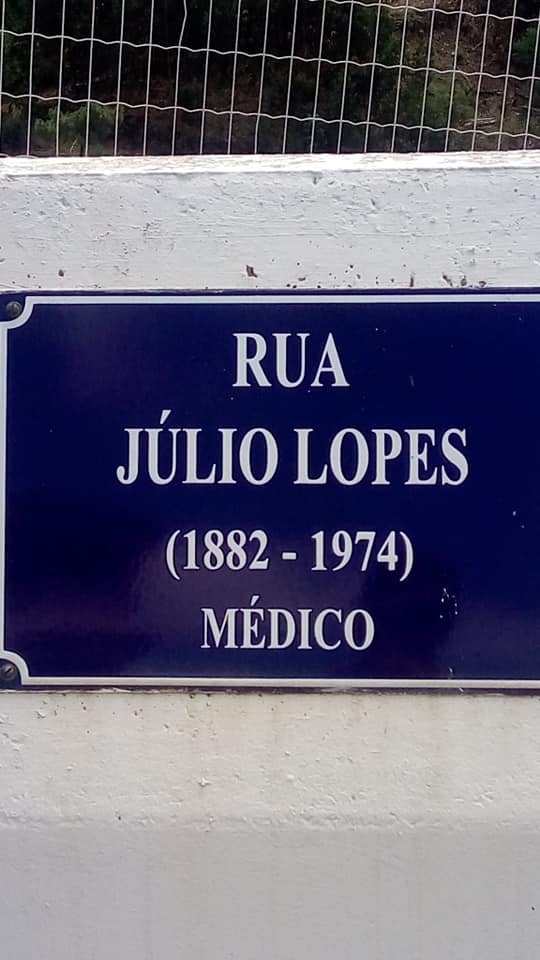 RUA
JÚLIO LOPES
(1882 - 1974)
MÉDICO